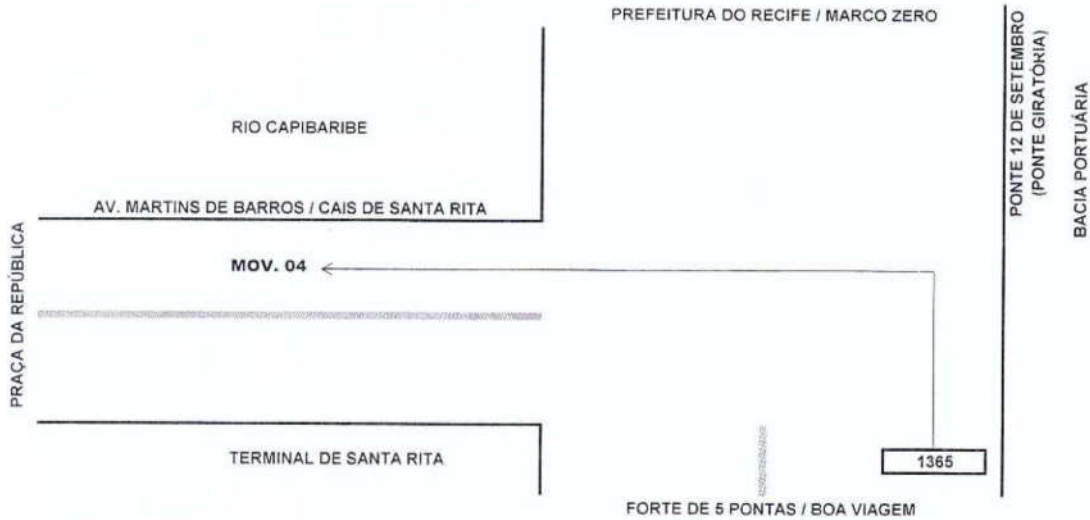 PREFEITURA DO RECIFE / MARCO ZERO
PONTE 12 DE SETEMBRO
(PONTE GIRATÓRIA)
BACIA PORTUÁRIA
RIO CAPIBARIBE
AV. MARTINS DE BARROS / CAIS DE SANTA RITA
PRAÇA DA REPÚBLICA
MOV. 04
TERMINAL DE SANTA RITA
1365
FORTE DE 5 PONTAS / BOA VIAGEM